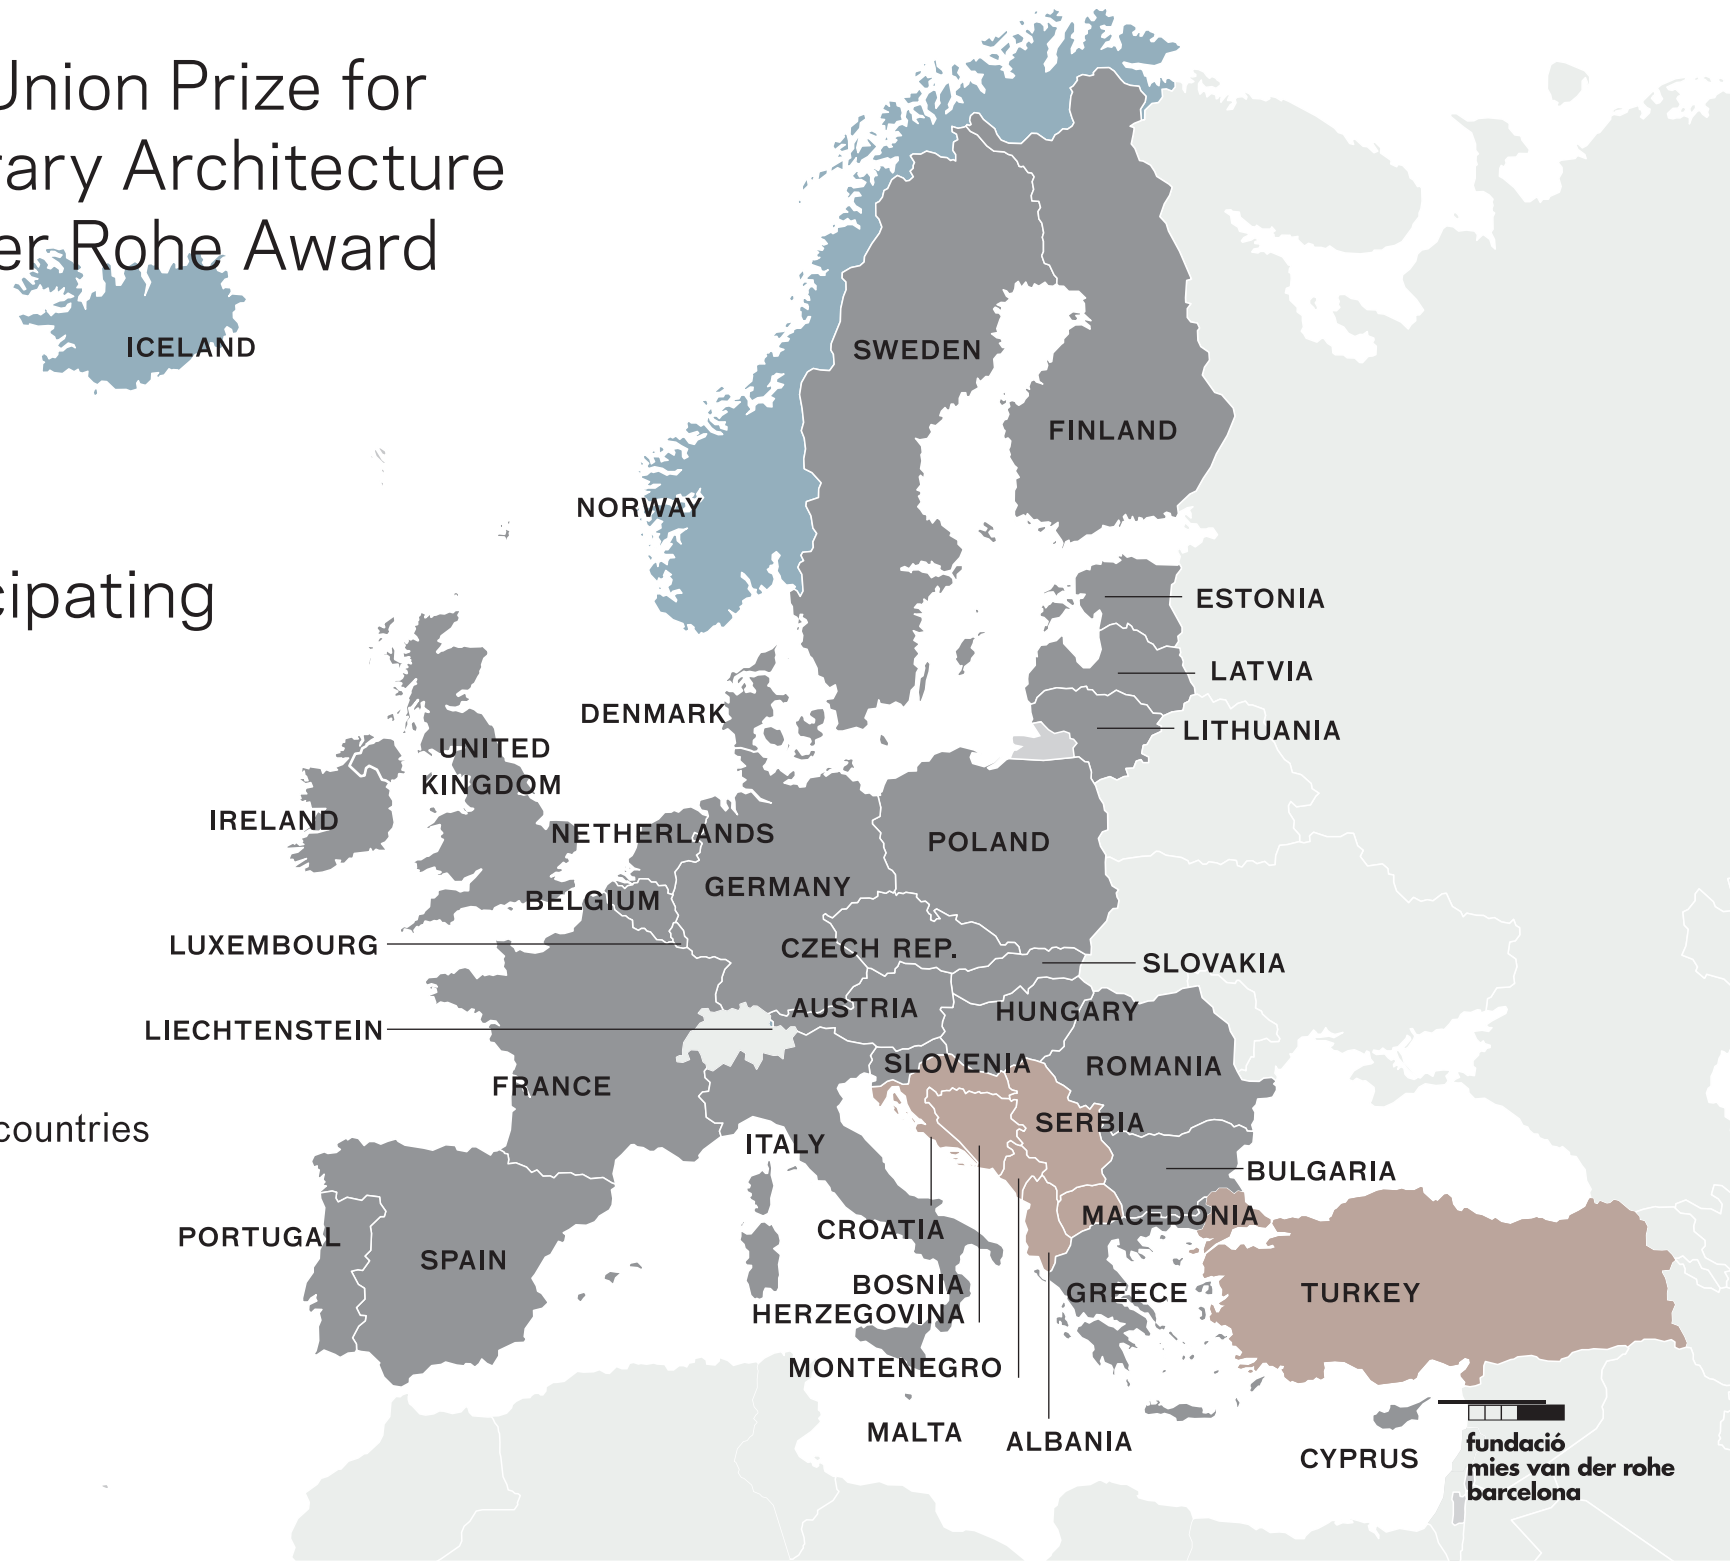 Union Prize for
rary Architecture
er Rohe Award
ICELAND
SWEDEN
FINLAND
NORWAY
cipating
ESTONIA
LATVIA
DENMARK
LITHUANIA
UNITED
KINGDOM
IRELAND
NETHERLANDS
POLAND
GERMANY
BELGIUM
LUXEMBOURG
CZECH REP.
SLOVAKIA
AUSTRIA
HUNGARY
LIECHTENSTEIN
SLOVENIA
ROMANIA
FRANCE
SERBIA
countries
ITALY
BULGARIA
MACEDONIA
PORTUGAL
CROATIA
SPAIN
BOSNIA
HERZEGOVINA
GREECE
TURKEY
MONTENEGRO
MALTA
ALBANIA
CYPRUS
fundació
mies van der rohe
barcelona